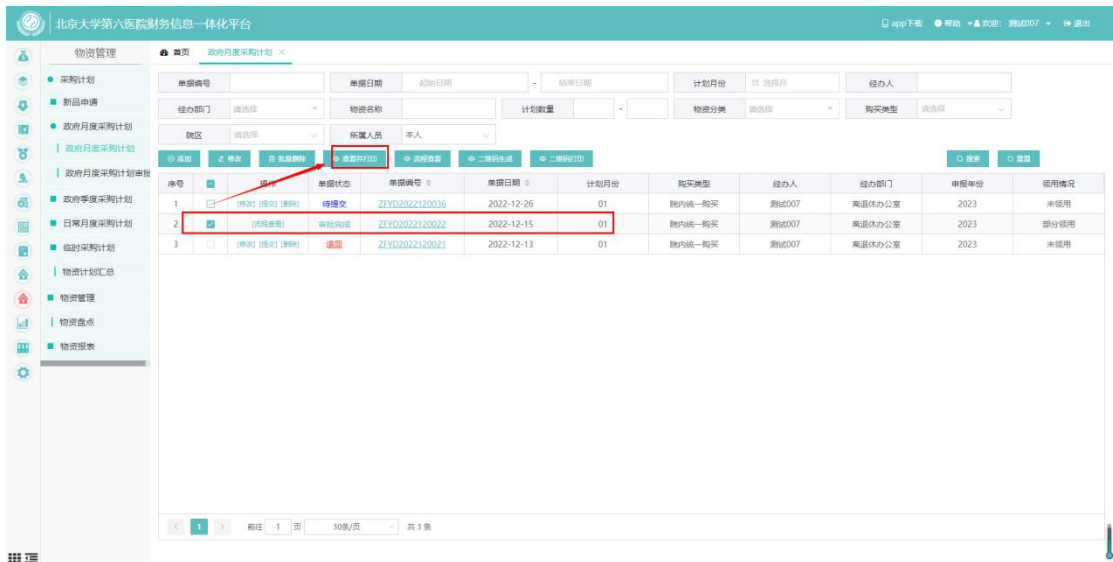 北京大学第六医院财务信息一体化平台
app下载 帮助 欢迎: 测试007 退出
物资管理
首页 政府月度采购计划 ×
采购计划
新品申请
政府月度采购计划
政府月度采购计划
政府月度采购计划审批
政府季度采购计划
日常月度采购计划
临时采购计划
物资计划汇总
物资管理
物资盘点
物资报表
单据编号 单据日期 起始日期 - 结束日期 计划月份 选择月 经办人
经办部门 请选择 物资名称 计划数量 - 物资分类 请选择 购买类型 请选择
院区 请选择 所属人员 本人
添加 修改 批量删除 查看并打印 流程查看 二维码生成 二维码打印 搜索 重置
序号 操作 单据状态 单据编号 单据日期 计划月份 购买类型 经办人 经办部门 申报年份 领用情况
1 [修改] [提交] [删除] 待提交 ZFYD2022120036 2022-12-26 01 院内统一购买 测试007 离退休办公室 2023 未领用
2 [流程查看] 审批完成 ZFYD2022120022 2022-12-15 01 院内统一购买 测试007 离退休办公室 2023 部分领用
3 [修改] [提交] [删除] 退回 ZFYD2022120021 2022-12-13 01 院内统一购买 测试007 离退休办公室 2023 未领用
< 1 > 前往 1 页 30条/页 共 3 条